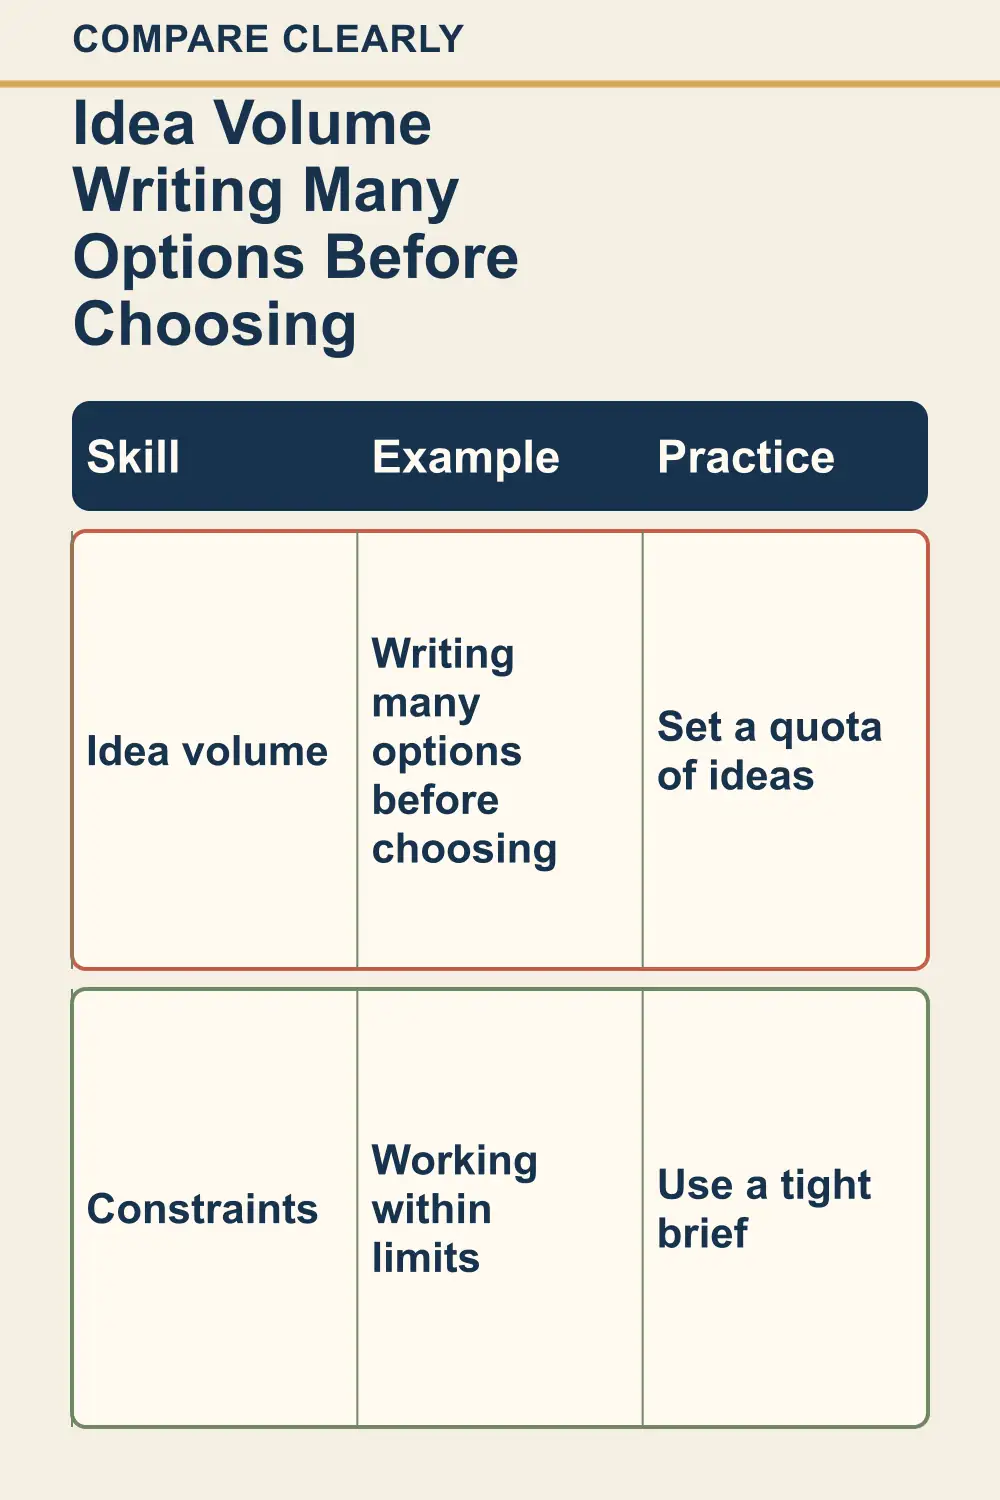 COMPARE CLEARLY
Idea Volume
Writing Many
Options Before
Choosing
Skill
Example
Practice
Idea volume
Writing
many
options
before
choosing
Set a quota
of ideas
Constraints
Working
within
limits
Use a tight
brief